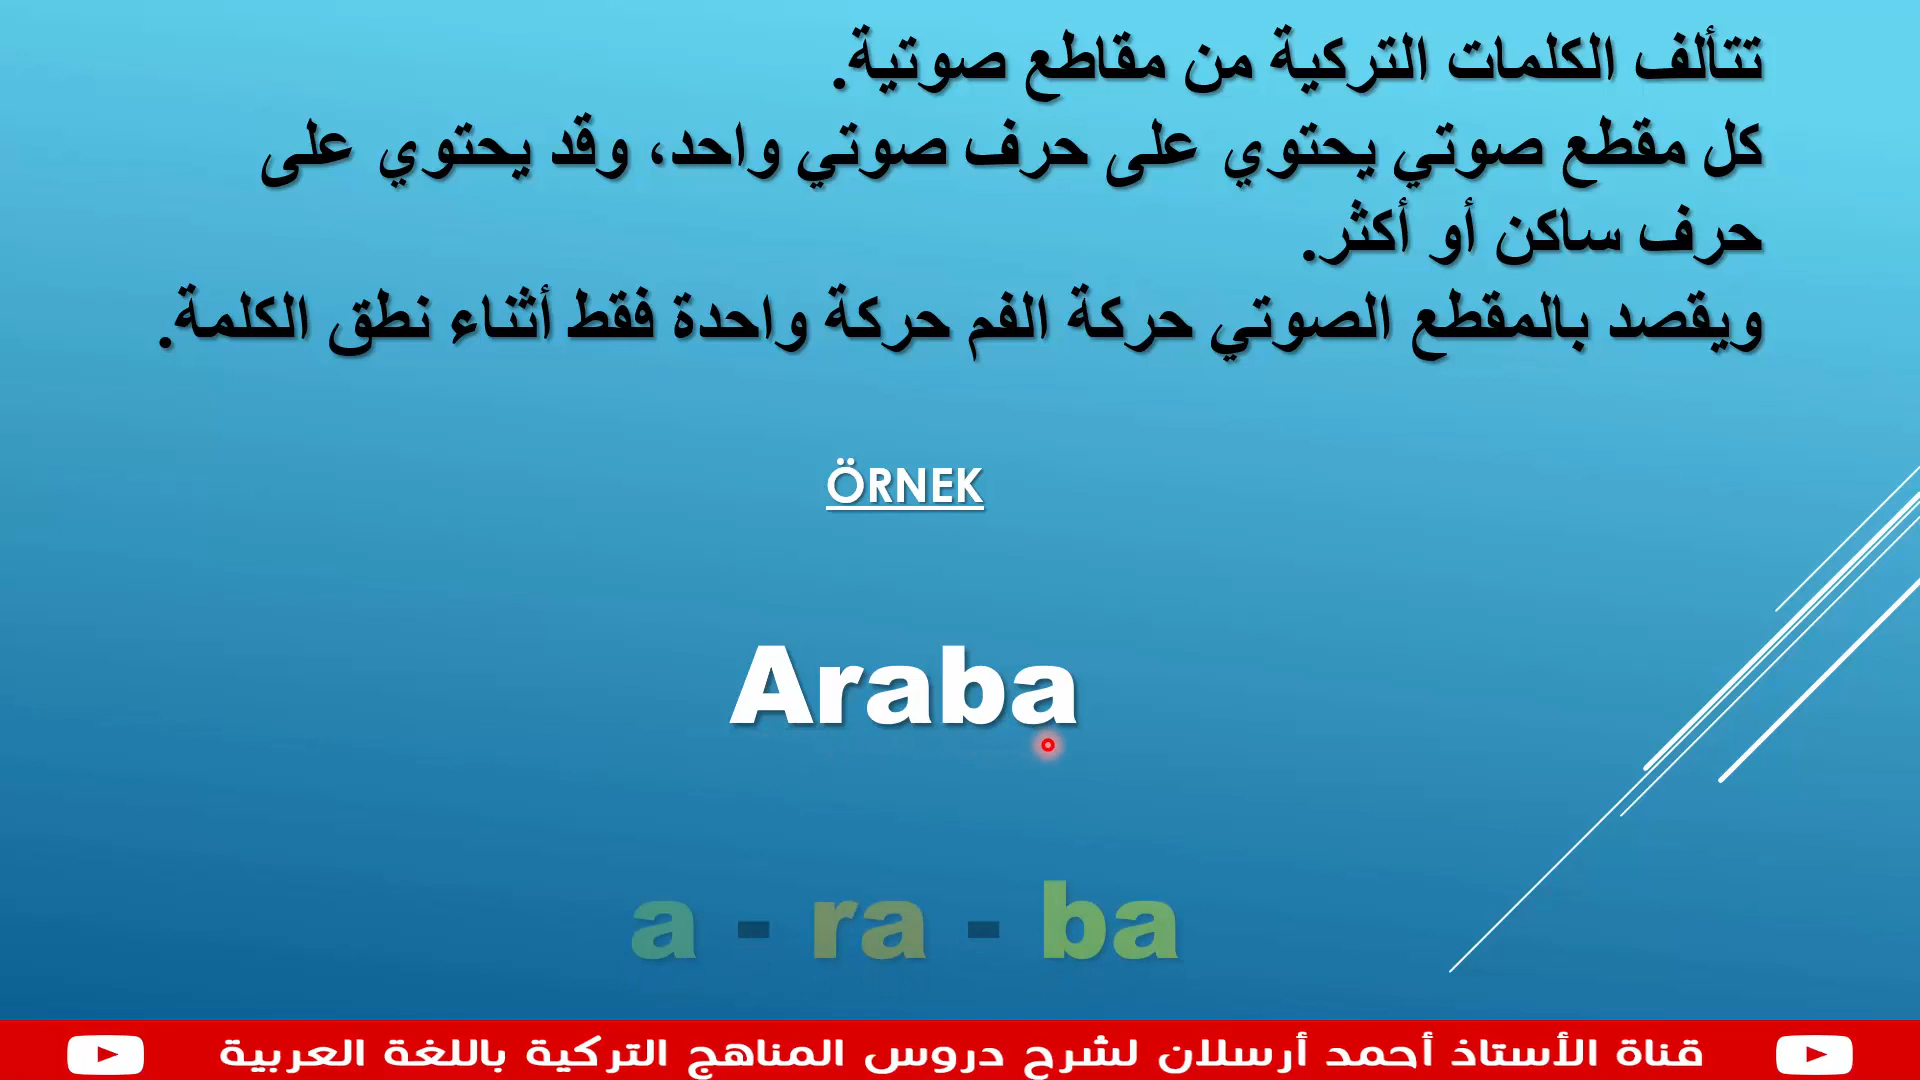 تتألف الكلمات التركية من مقاطع صوتية.
كل مقطع صوتي يحتوي على حرف صوتي واحد، وقد يحتوي على
حرف ساكن أو أكثر.
ويقصد بالمقطع الصوتي حركة الفم حركة واحدة فقط أثناء نطق الكلمة.
ÖRNEK
Araba
a - ra - ba
قناة الأستاذ أحمد أرسلان لشرح دروس المناهج التركية باللغة العربية